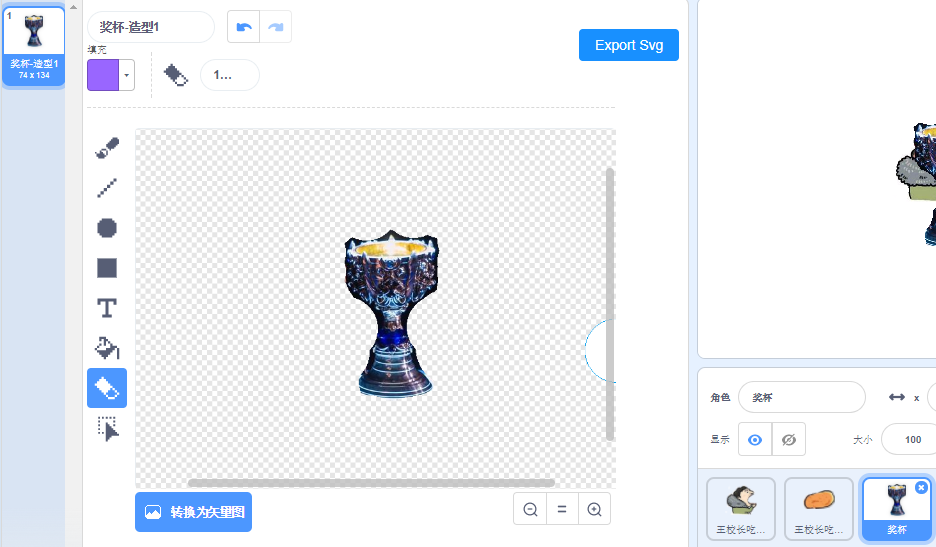 1
奖杯-造型1
74 x 134
奖杯-造型1
填充
1...
Export Svg
T
转换为矢量图
角色
奖杯
x
显示
大小
100
王校长吃...
王校长吃...
奖杯